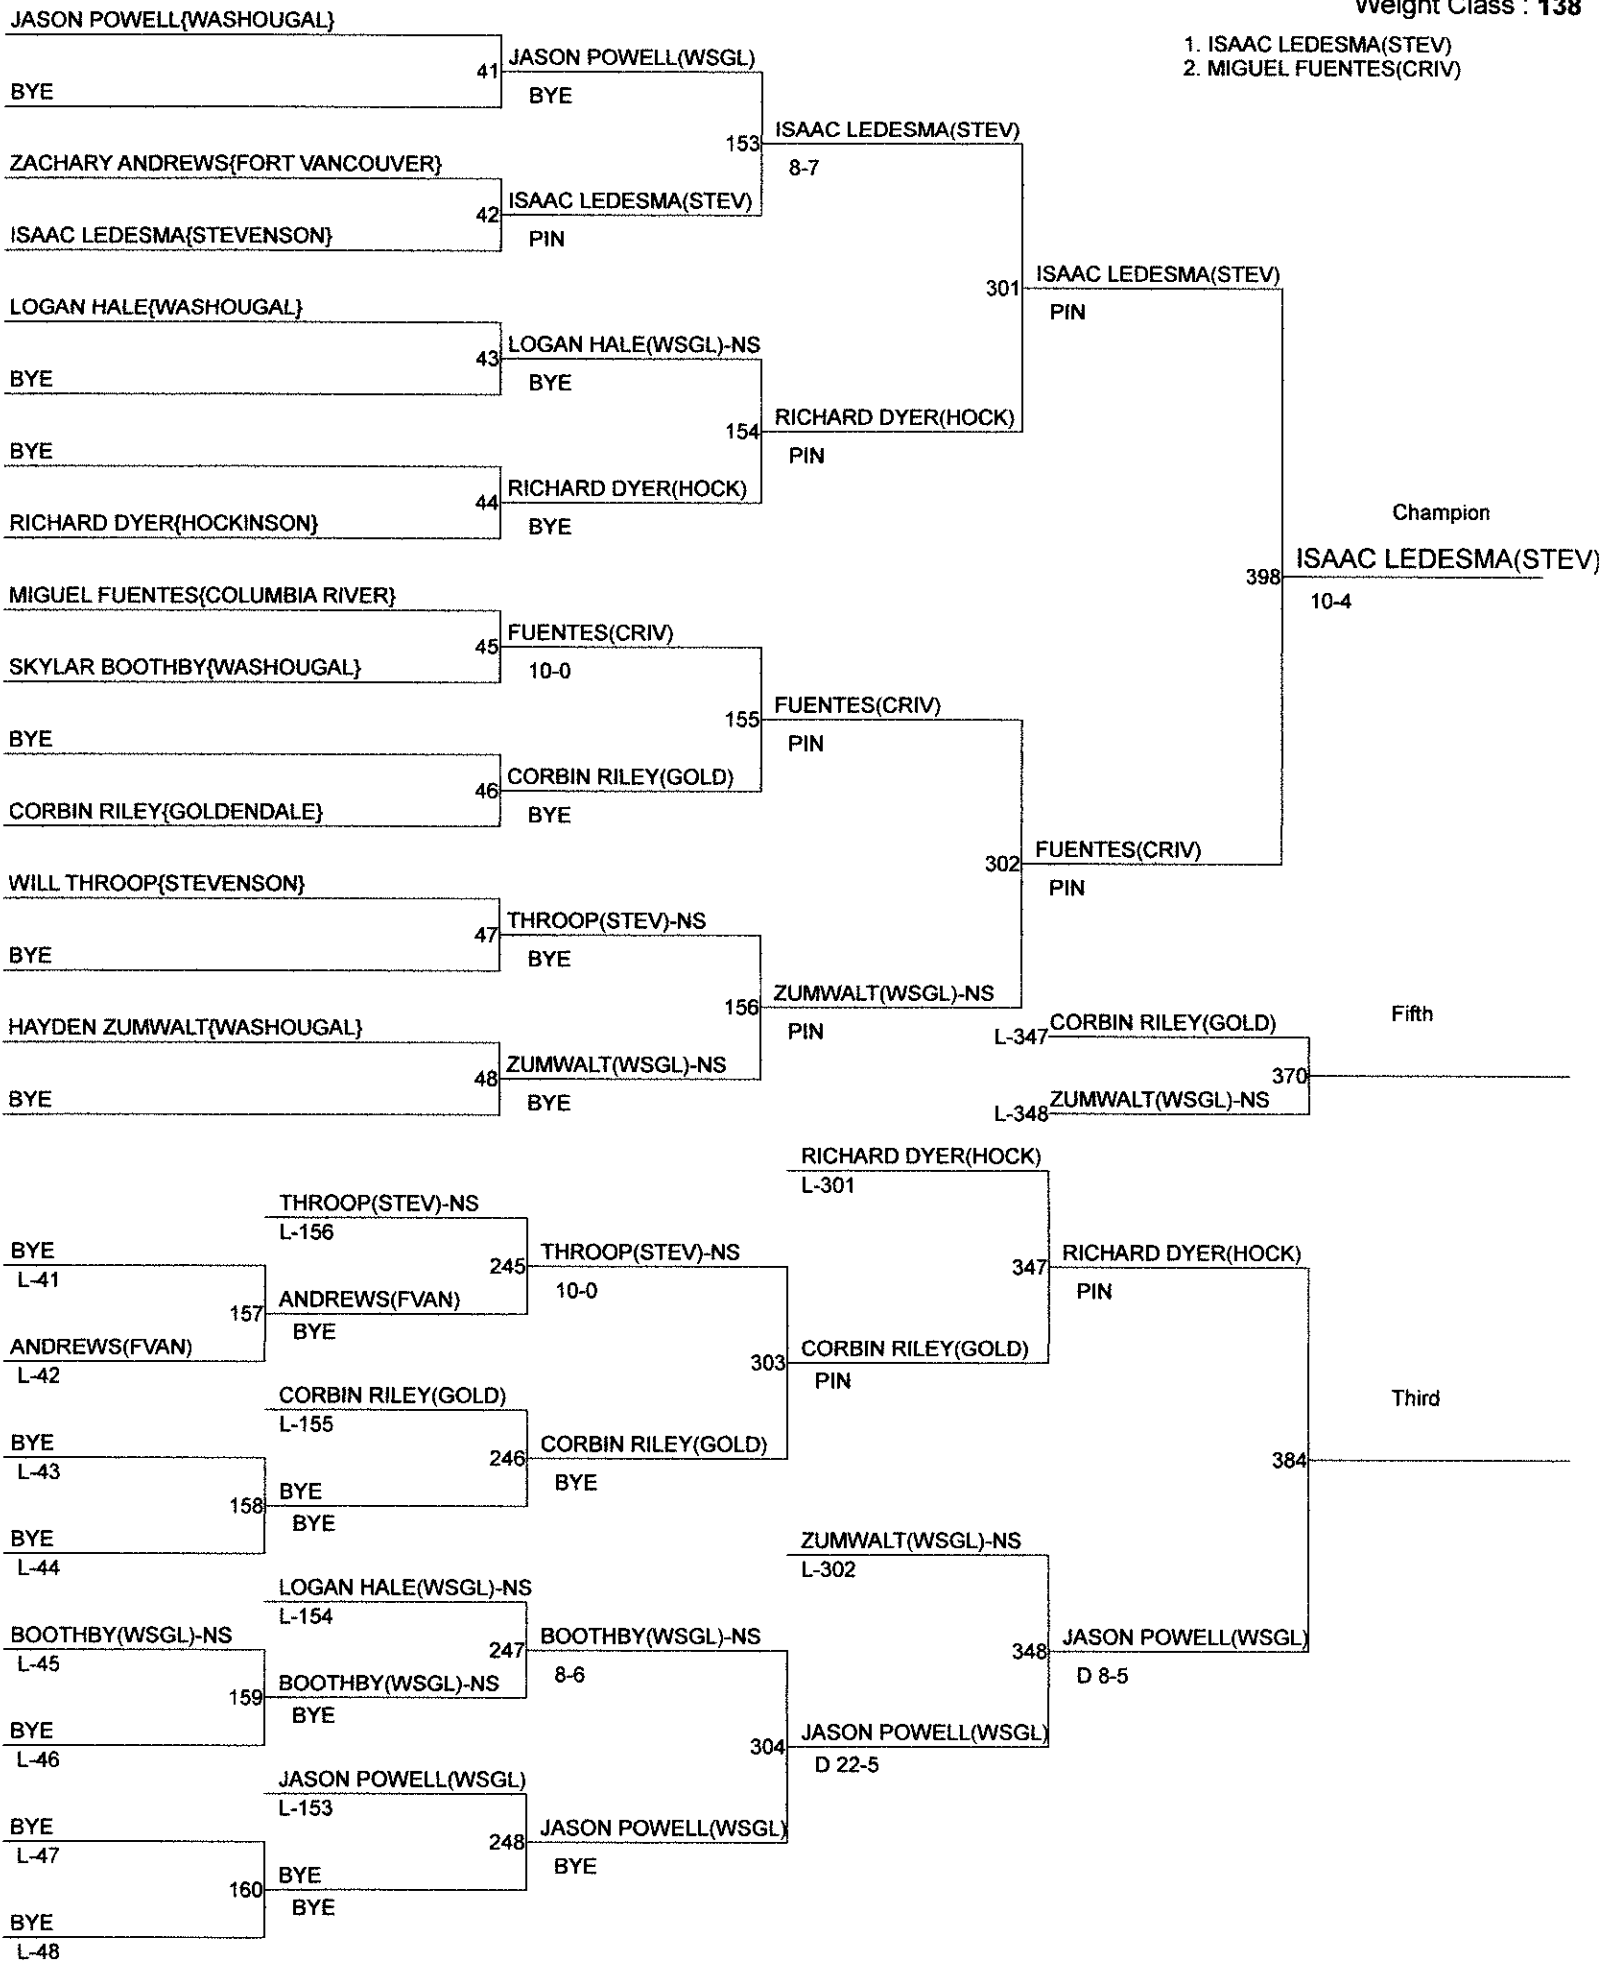 Weight Class : 138
1. ISAAC LEDESMA(STEV)
2. MIGUEL FUENTES(CRIV)
JASON POWELL{WASHOUGAL}
41
JASON POWELL(WSGL)
BYE
BYE
153
ISAAC LEDESMA(STEV)
8-7
ZACHARY ANDREWS{FORT VANCOUVER}
42
ISAAC LEDESMA(STEV)
PIN
ISAAC LEDESMA{STEVENSON}
301
ISAAC LEDESMA(STEV)
PIN
LOGAN HALE{WASHOUGAL}
43
LOGAN HALE(WSGL)-NS
BYE
BYE
154
RICHARD DYER(HOCK)
PIN
BYE
44
RICHARD DYER(HOCK)
BYE
RICHARD DYER{HOCKINSON}
Champion
398
ISAAC LEDESMA(STEV)
10-4
MIGUEL FUENTES{COLUMBIA RIVER}
45
FUENTES(CRIV)
10-0
SKYLAR BOOTHBY{WASHOUGAL}
155
FUENTES(CRIV)
PIN
BYE
46
CORBIN RILEY(GOLD)
BYE
CORBIN RILEY{GOLDENDALE}
302
FUENTES(CRIV)
PIN
WILL THROOP{STEVENSON}
47
THROOP(STEV)-NS
BYE
BYE
156
ZUMWALT(WSGL)-NS
PIN
HAYDEN ZUMWALT{WASHOUGAL}
48
ZUMWALT(WSGL)-NS
BYE
BYE
L-347
CORBIN RILEY(GOLD)
Fifth
370
L-348
ZUMWALT(WSGL)-NS
RICHARD DYER(HOCK)
L-301
THROOP(STEV)-NS
L-156
BYE
L-41
245
THROOP(STEV)-NS
10-0
347
RICHARD DYER(HOCK)
PIN
157
ANDREWS(FVAN)
BYE
ANDREWS(FVAN)
L-42
303
CORBIN RILEY(GOLD)
PIN
CORBIN RILEY(GOLD)
L-155
Third
BYE
L-43
246
CORBIN RILEY(GOLD)
BYE
384
158
BYE
BYE
BYE
L-44
ZUMWALT(WSGL)-NS
L-302
LOGAN HALE(WSGL)-NS
L-154
BOOTHBY(WSGL)-NS
L-45
247
BOOTHBY(WSGL)-NS
8-6
348
JASON POWELL(WSGL)
D 8-5
159
BOOTHBY(WSGL)-NS
BYE
BYE
L-46
304
JASON POWELL(WSGL)
D 22-5
JASON POWELL(WSGL)
L-153
BYE
L-47
248
JASON POWELL(WSGL)
BYE
160
BYE
BYE
BYE
L-48